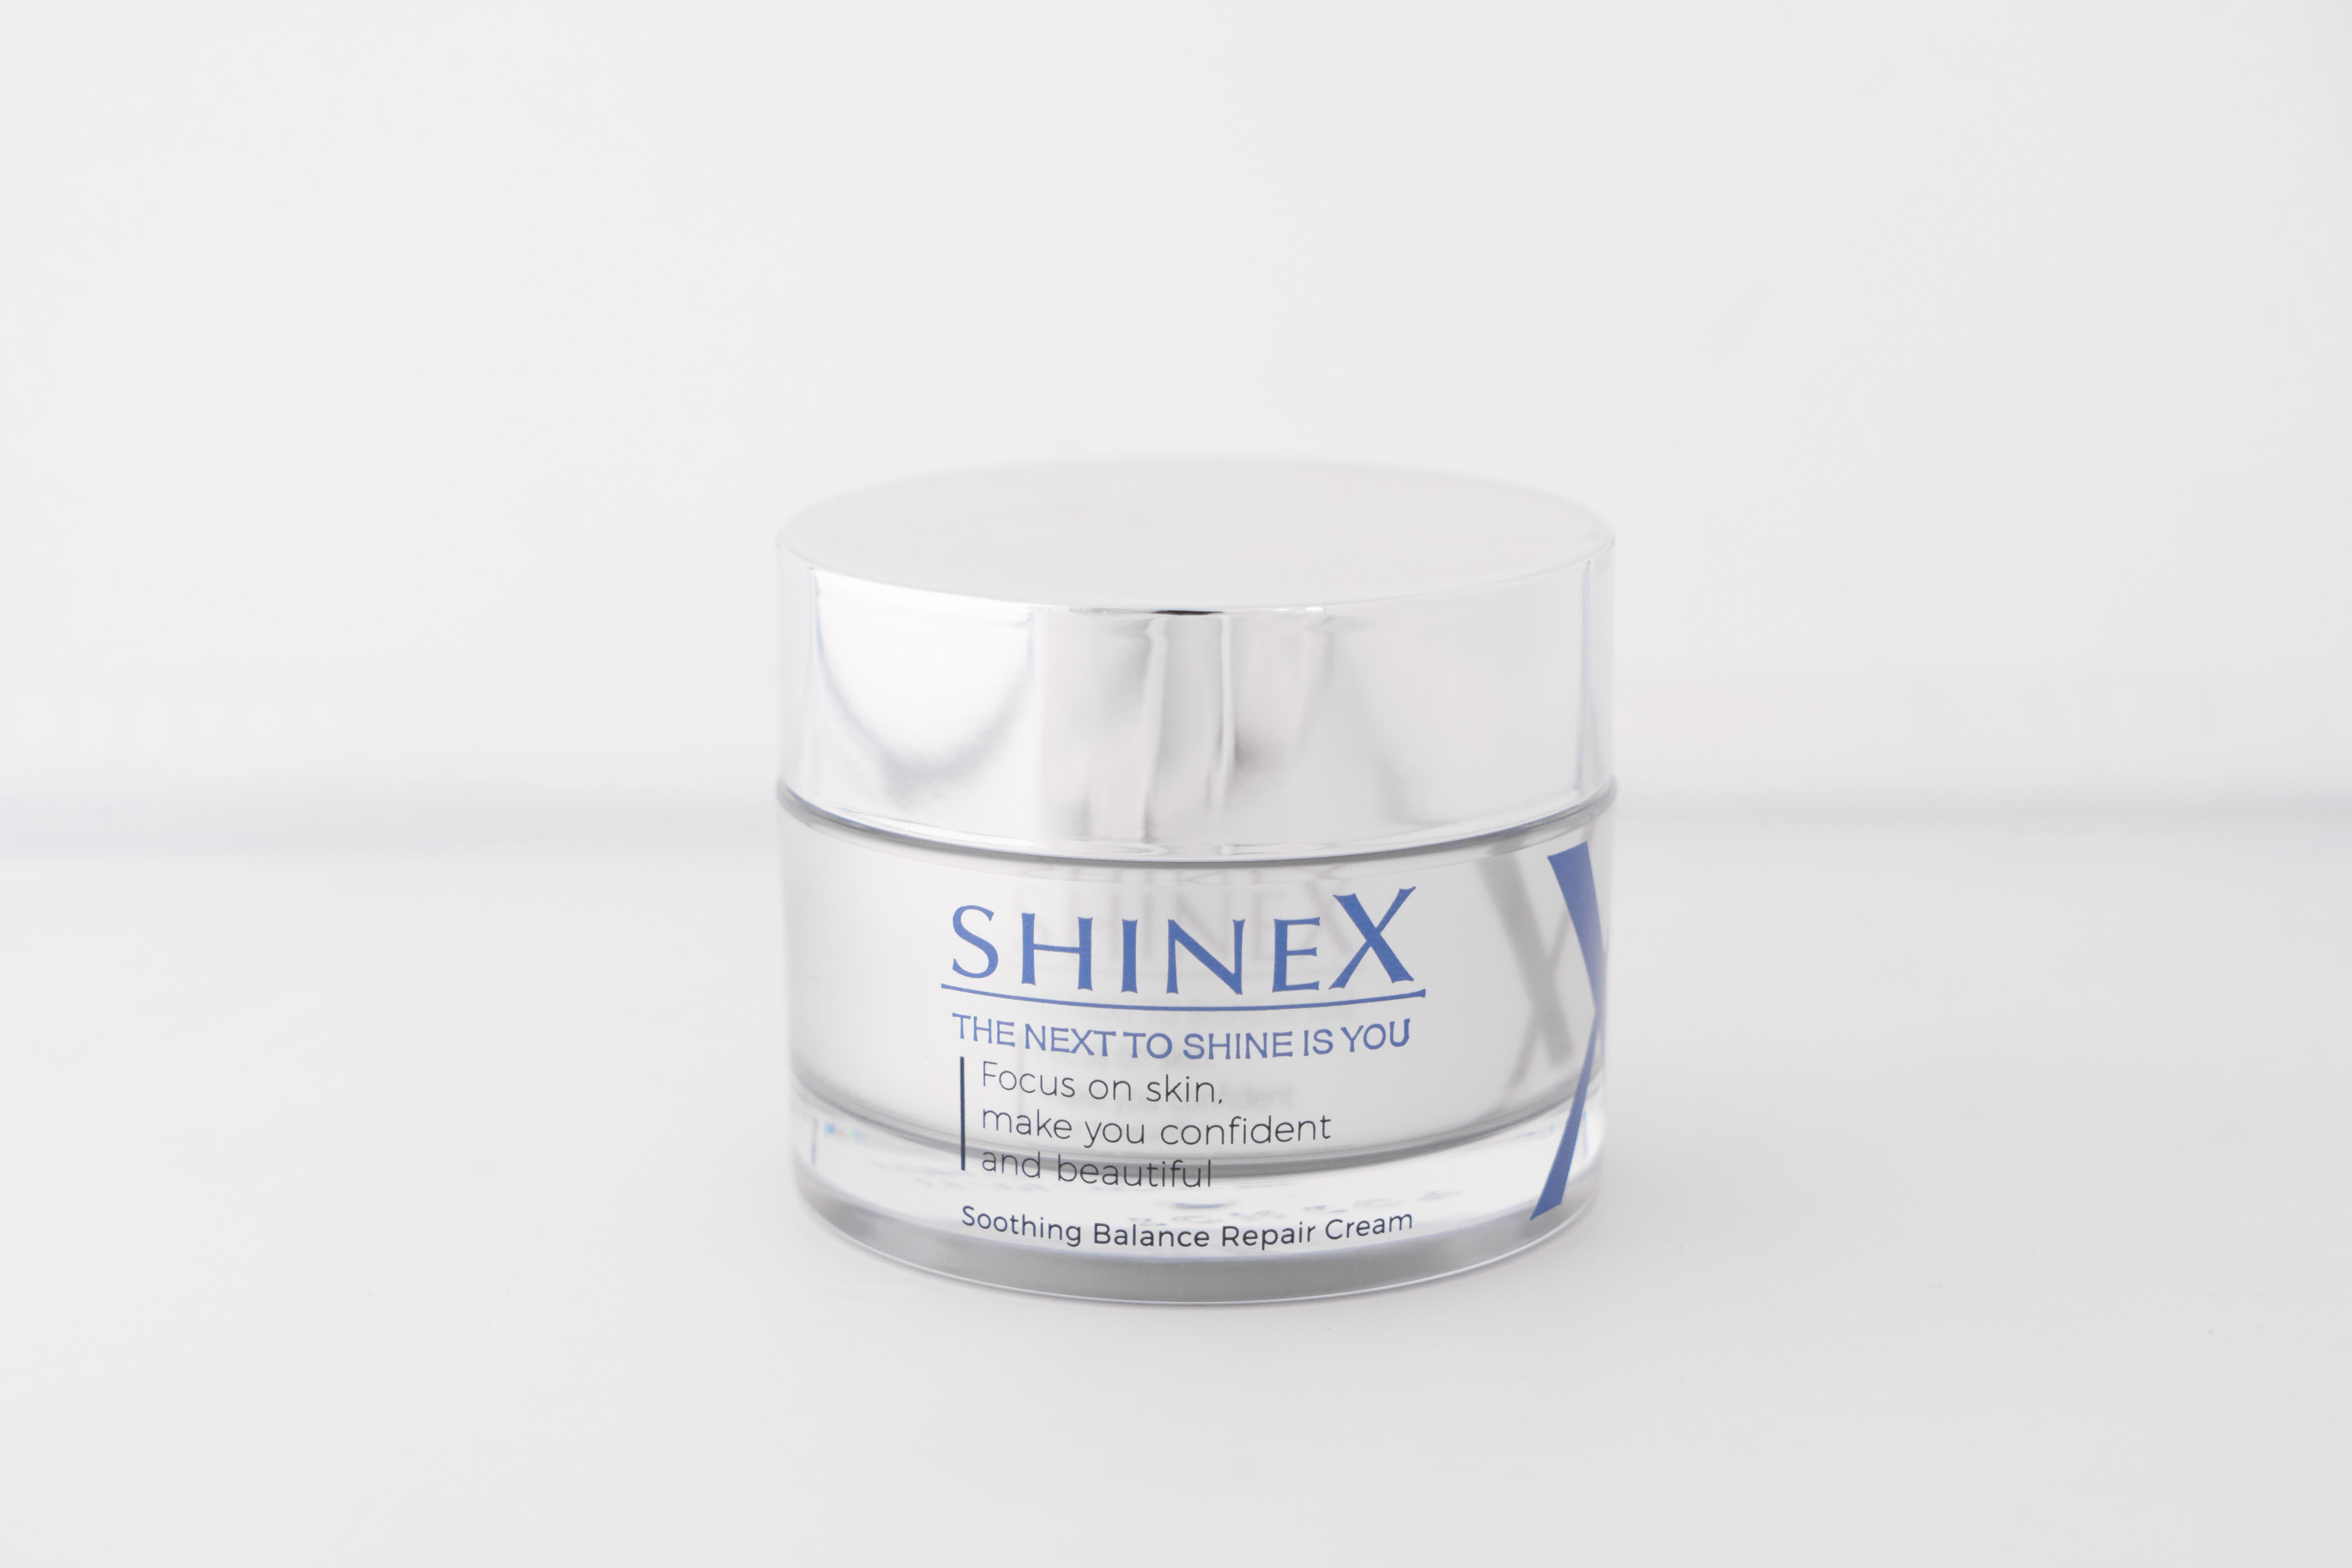 SHINEX
THE NEXT TO SHINE IS YOU
Focus on skin,
make you confident
and beautiful
Soothing Balance Repair Cream
X